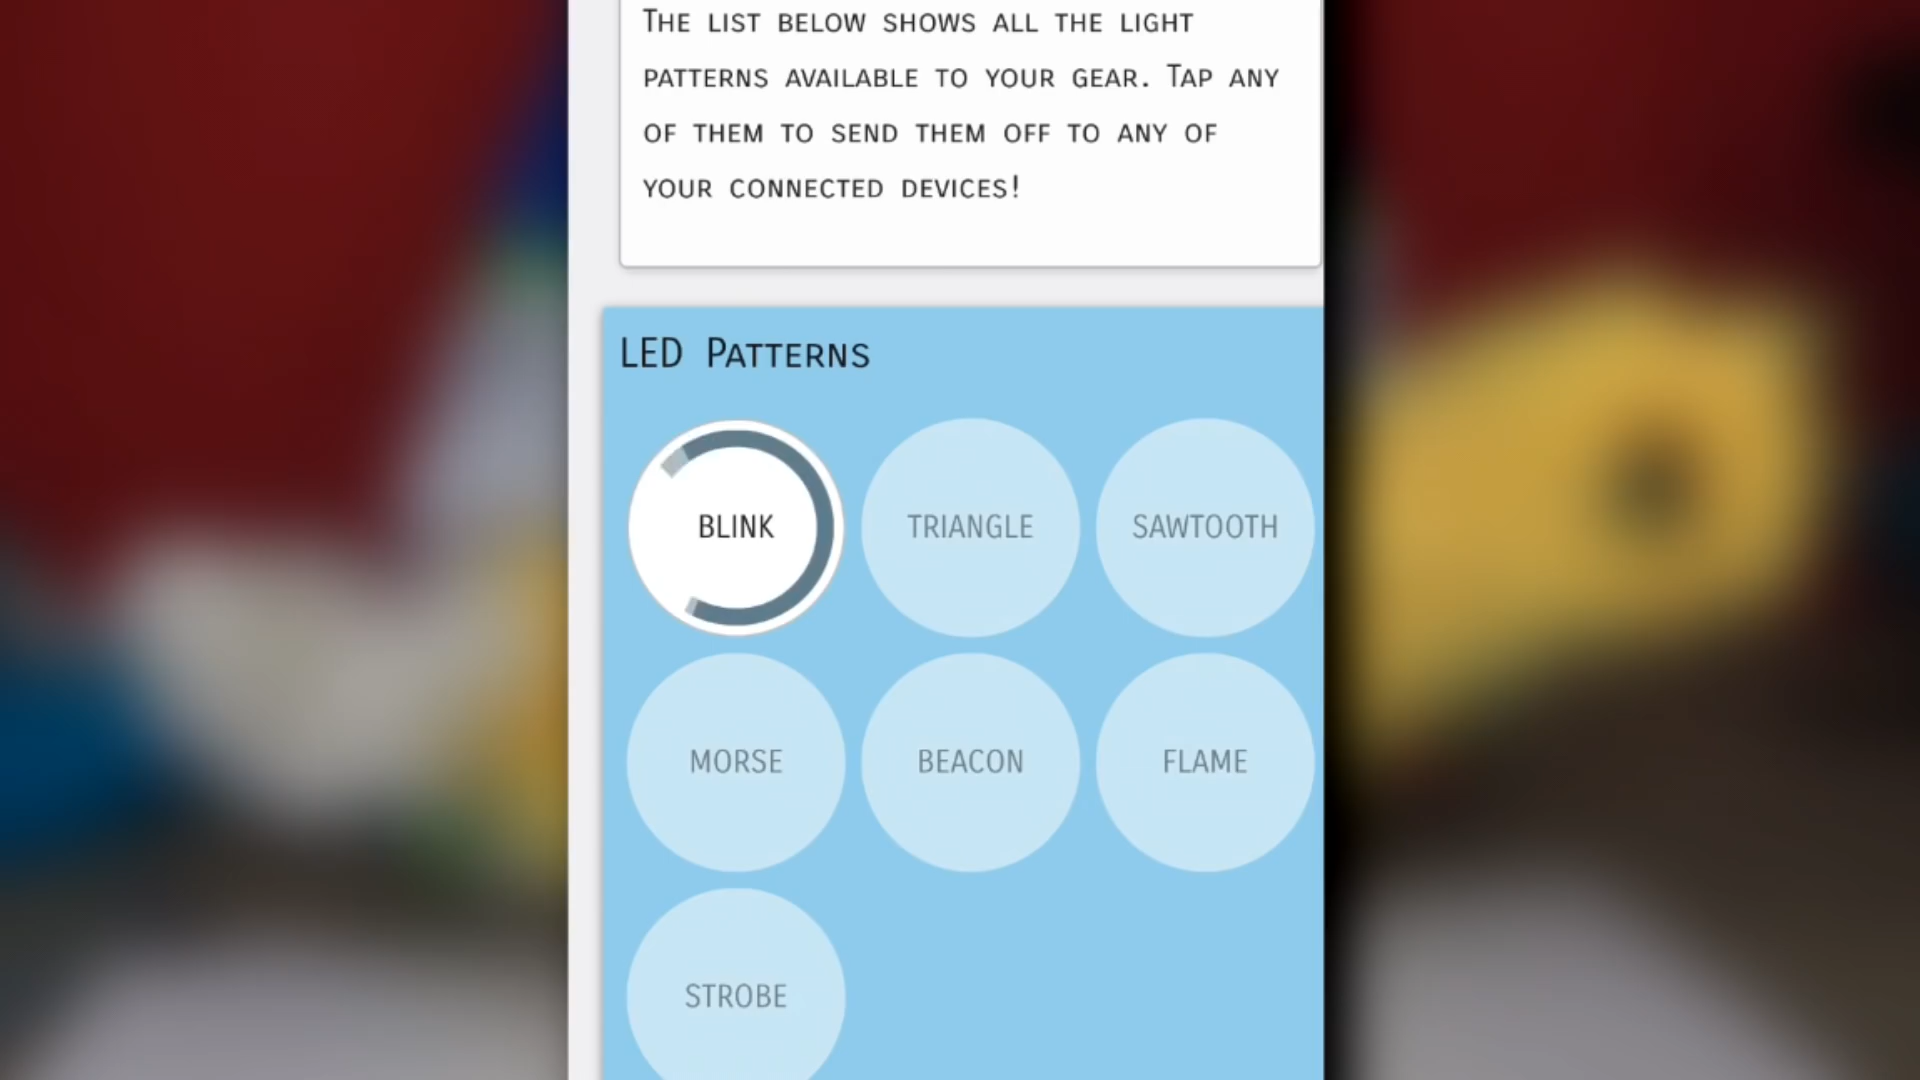 The list below shows all the light
patterns available to your gear. Tap any
of them to send them off to any of
your connected devices!
LED Patterns
BLINK
TRIANGLE
SAWTOOTH
MORSE
BEACON
FLAME
STROBE